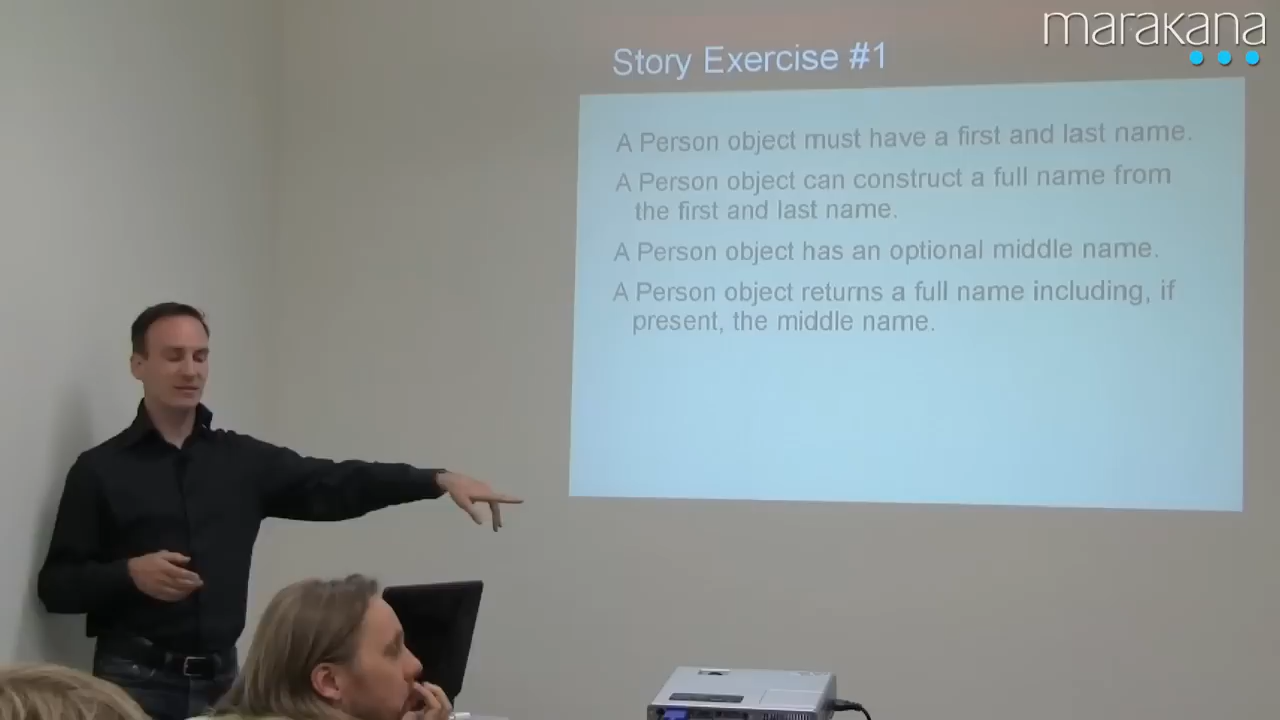 marakana
Story Exercise #1
A Person object must have a first and last name.
A Person object can construct a full name from
the first and last name.
A Person object has an optional middle name.
A Person object returns a full name including, if
present, the middle name.